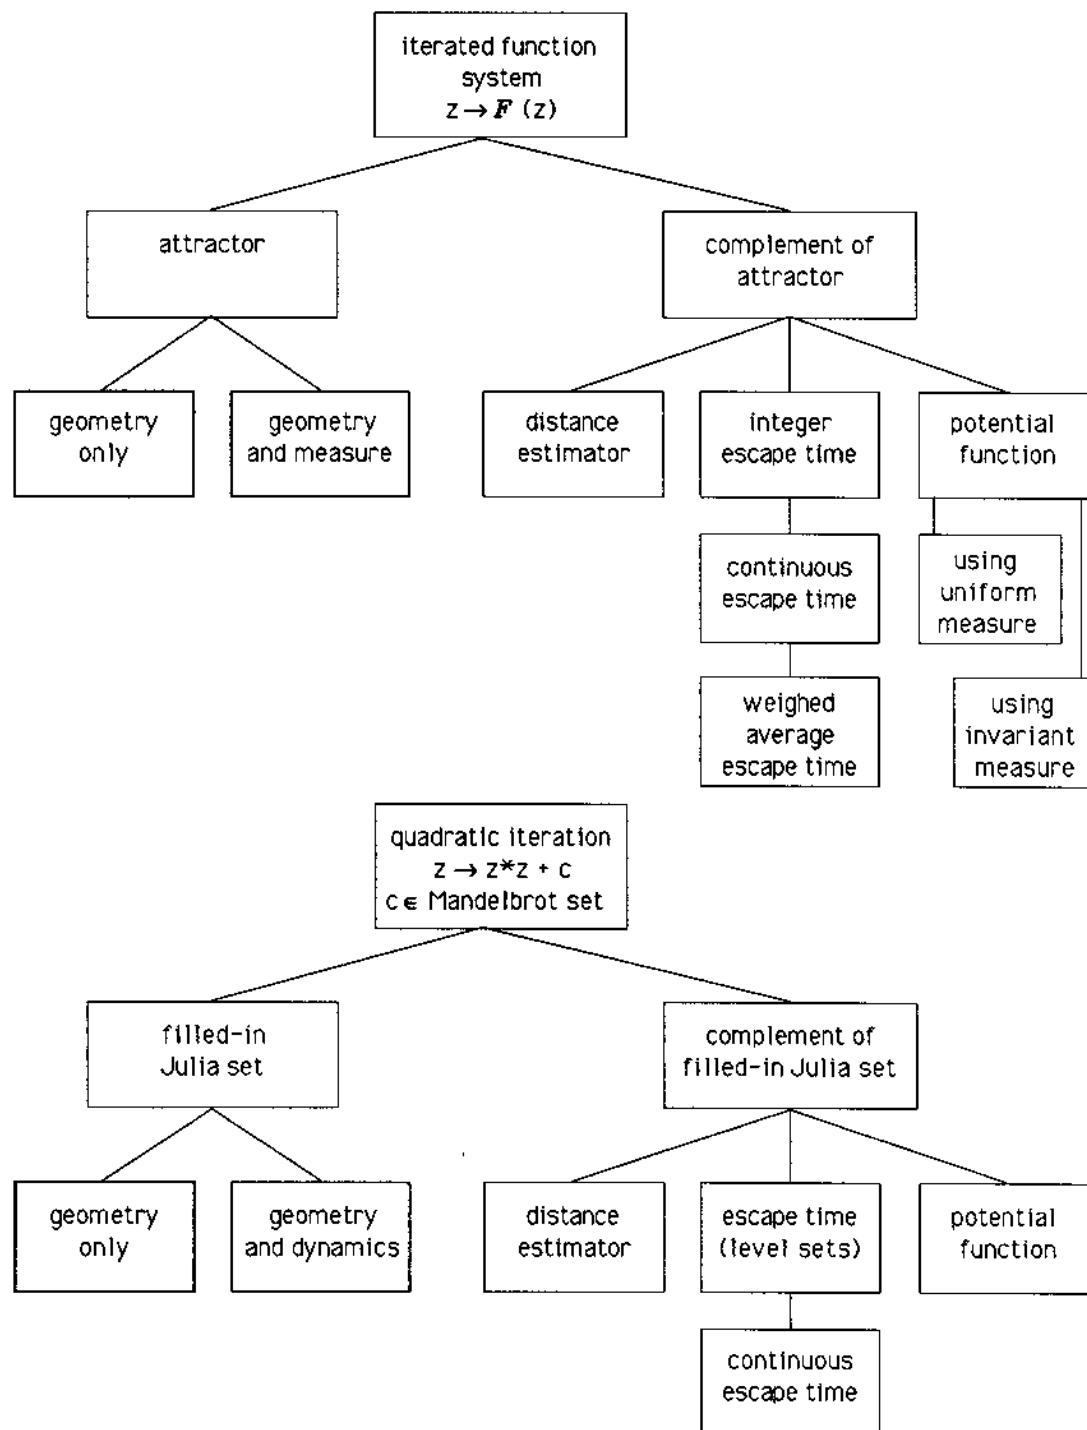 iterated function
system
z → F (z)
attractor
complement of
attractor
geometry
only
geometry
and measure
distance
estimator
integer
escape time
potential
function
continuous
escape time
using
uniform
measure
weighed
average
escape time
using
invariant
measure
quadratic iteration
z → z*z + c
c ∈ Mandelbrot set
filled-in
Julia set
complement of
filled-in Julia set
geometry
only
geometry
and dynamics
distance
estimator
escape time
(level sets)
potential
function
continuous
escape time